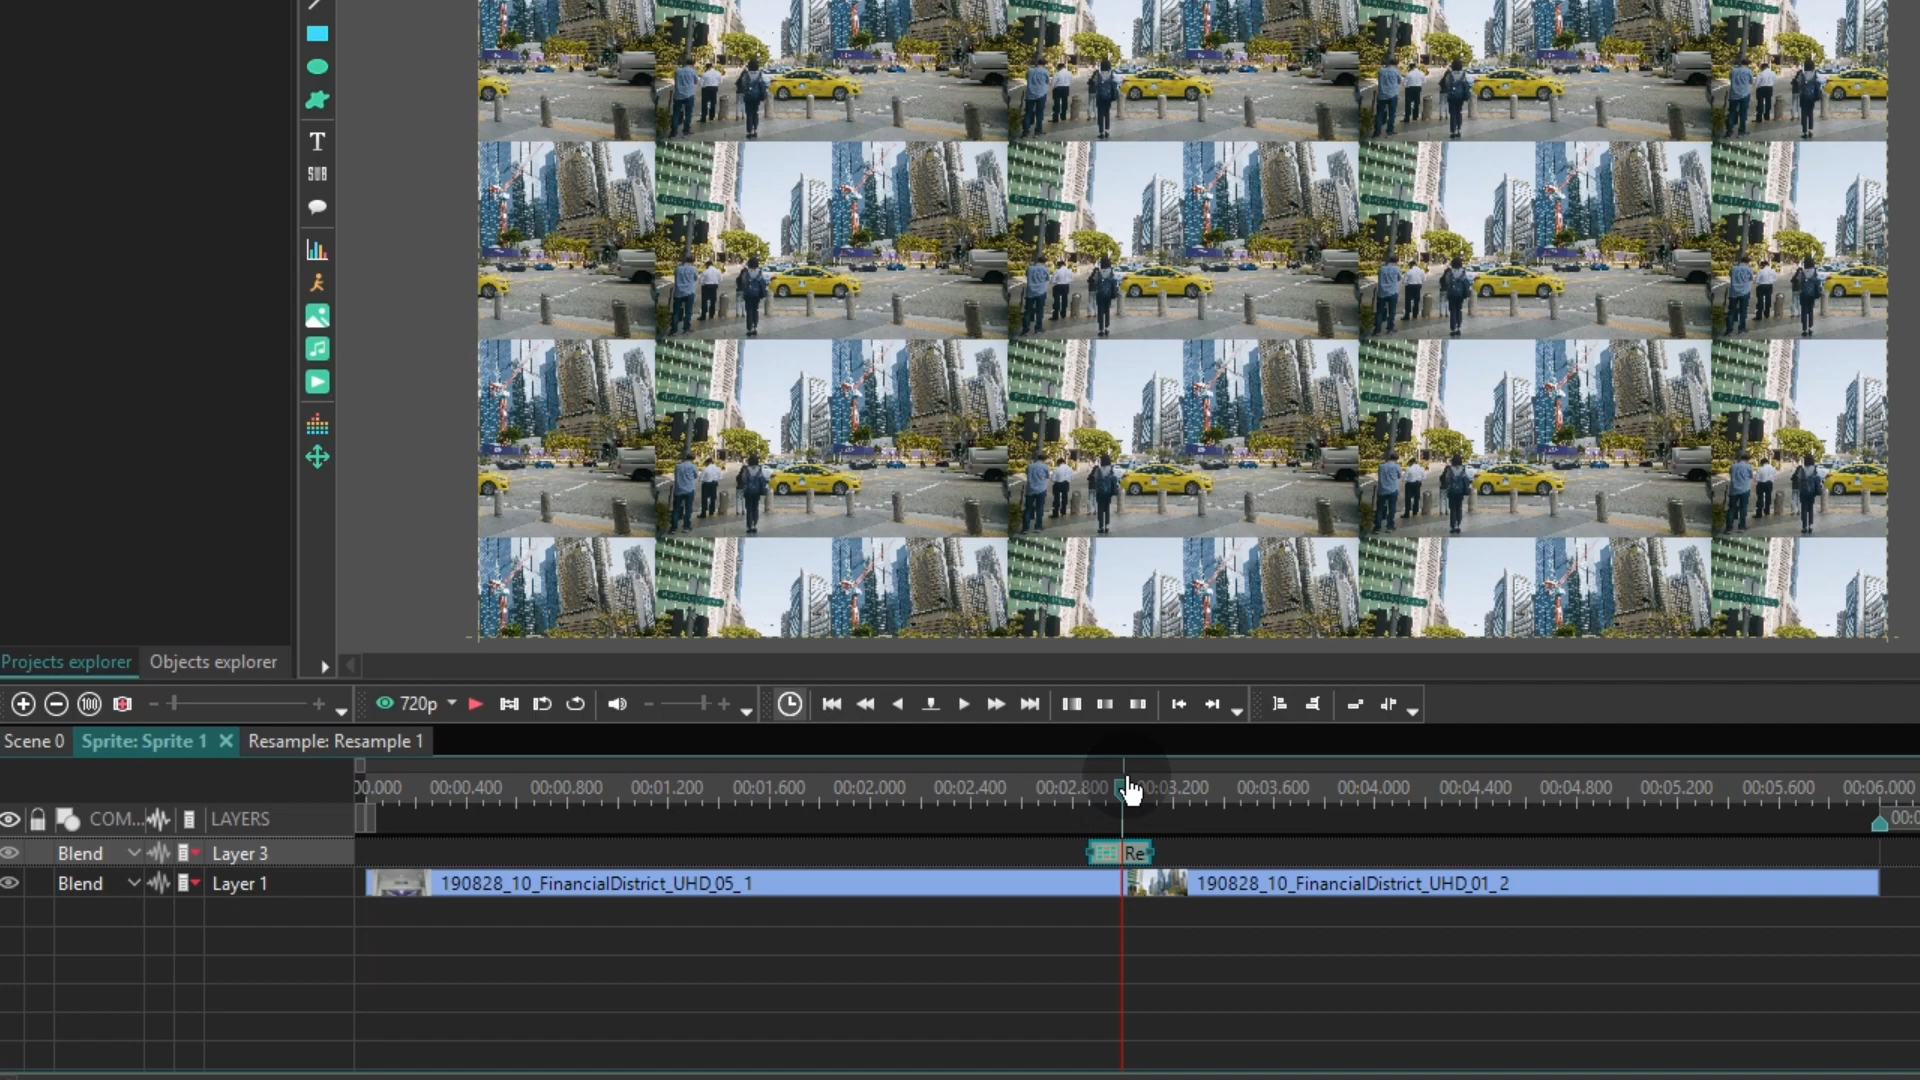 T
SUB
Projects explorer
Objects explorer
100
720p
Scene 0
Sprite: Sprite 1
Resample: Resample 1
00.000 00:00.400 00:00.800 00:01.200 00:01.600 00:02.000 00:02.400 00:02.800 00:03.200 00:03.600 00:04.000 00:04.400 00:04.800 00:05.200 00:05.600 00:06.000
COM... LAYERS
00:0
Blend Layer 3
Re
Blend Layer 1
190828_10_FinancialDistrict_UHD_05_1
190828_10_FinancialDistrict_UHD_01_2